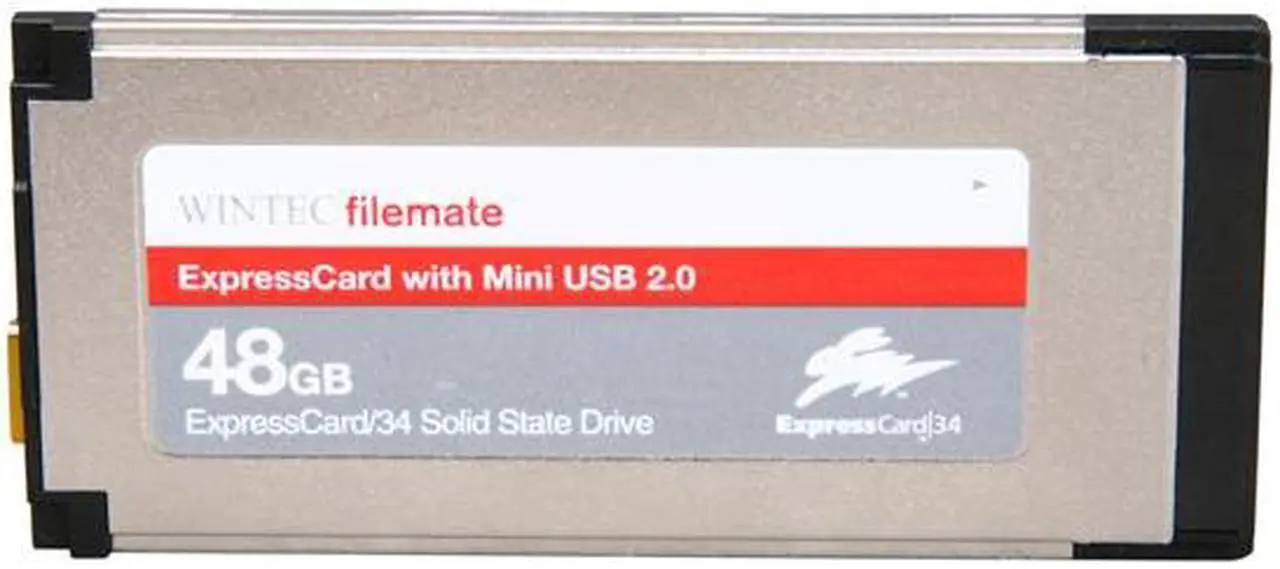 WINTEC filemate
ExpressCard with Mini USB 2.0
48GB
ExpressCard/34 Solid State Drive
ExpressCard|34